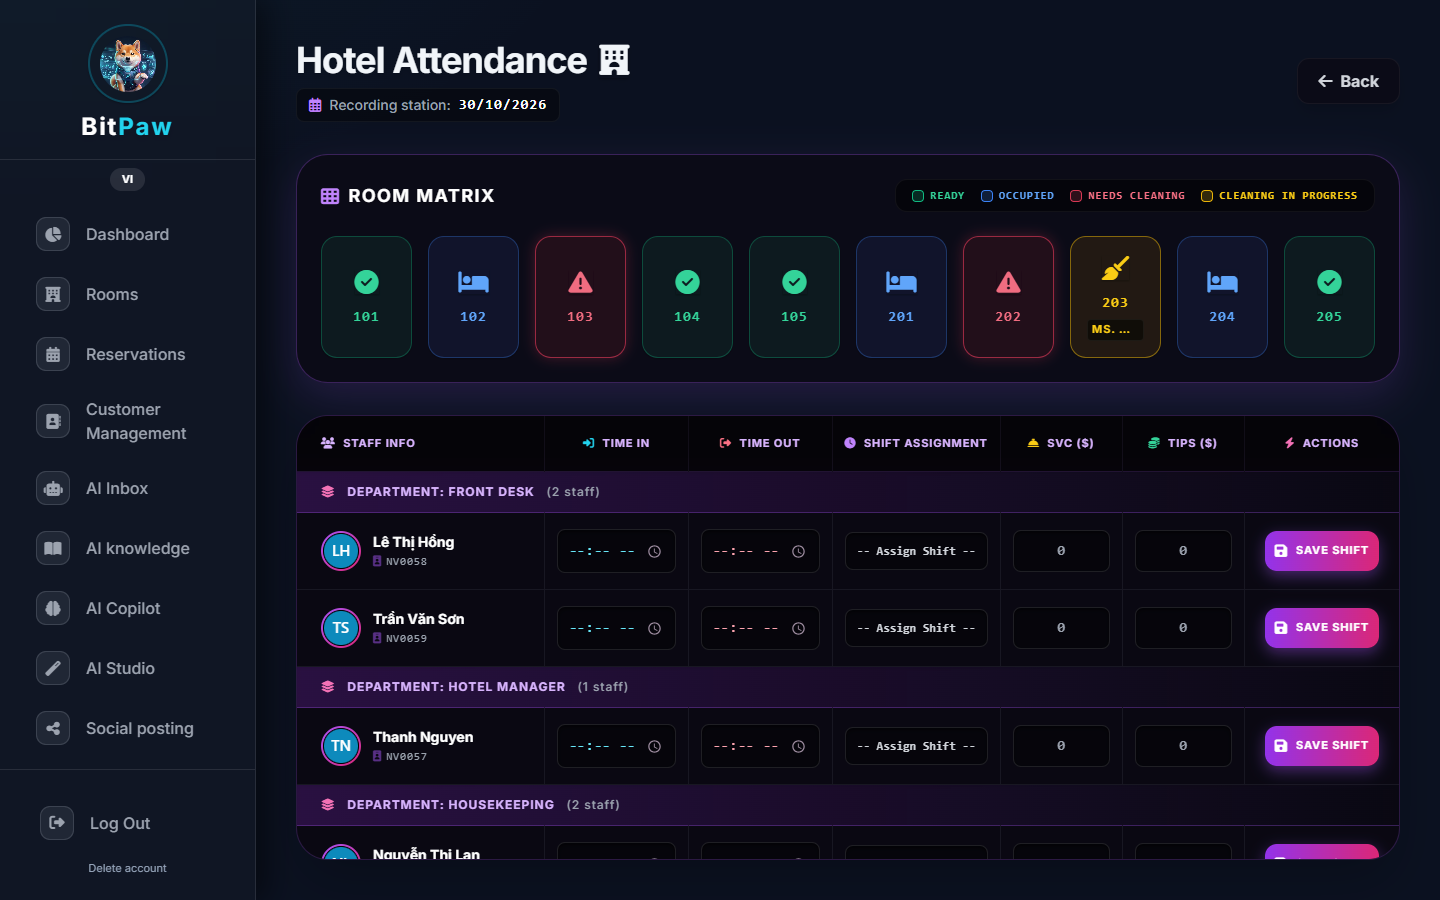 BitPaw
VI
Dashboard
Rooms
Reservations
Customer
Management
AI Inbox
AI knowledge
AI Copilot
AI Studio
Social posting
Log Out
Delete account
Hotel Attendance
Recording station: 30/10/2026
Back
ROOM MATRIX
READY OCCUPIED NEEDS CLEANING CLEANING IN PROGRESS
101 102 103 104 105 201 202 203 204 205
MS. ...
STAFF INFO TIME IN TIME OUT SHIFT ASSIGNMENT SVC ($) TIPS ($) ACTIONS
DEPARTMENT: FRONT DESK (2 staff)
LH Lê Thị Hồng --:-- -- --:-- -- -- Assign Shift -- 0 0 SAVE SHIFT
NV0058
TS Trần Văn Sơn --:-- -- --:-- -- -- Assign Shift -- 0 0 SAVE SHIFT
NV0059
DEPARTMENT: HOTEL MANAGER (1 staff)
TN Thanh Nguyen --:-- -- --:-- -- -- Assign Shift -- 0 0 SAVE SHIFT
NV0057
DEPARTMENT: HOUSEKEEPING (2 staff)
Nguyễn Thị Lan